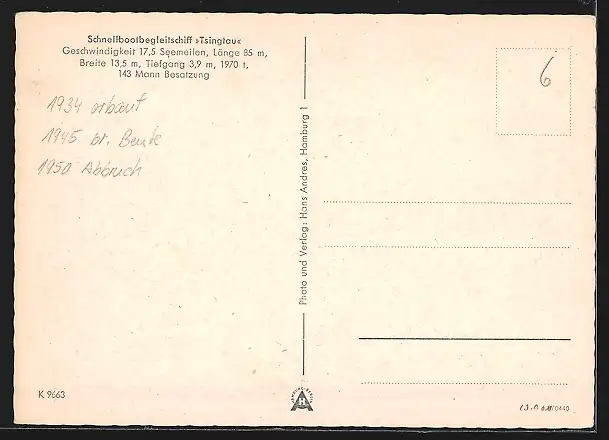 Schnellbootbegleitschiff »Tsingtau«
Geschwindigkeit 17,5 Seemeilen, Länge 85 m,
Breite 13,5 m, Tiefgang 3,9 m, 1970 t,
143 Mann Besatzung
1934 erbaut
1945 br. Beute
1950 Abbruch
K 9663
Photo und Verlag: Hans Andres, Hamburg 1
6